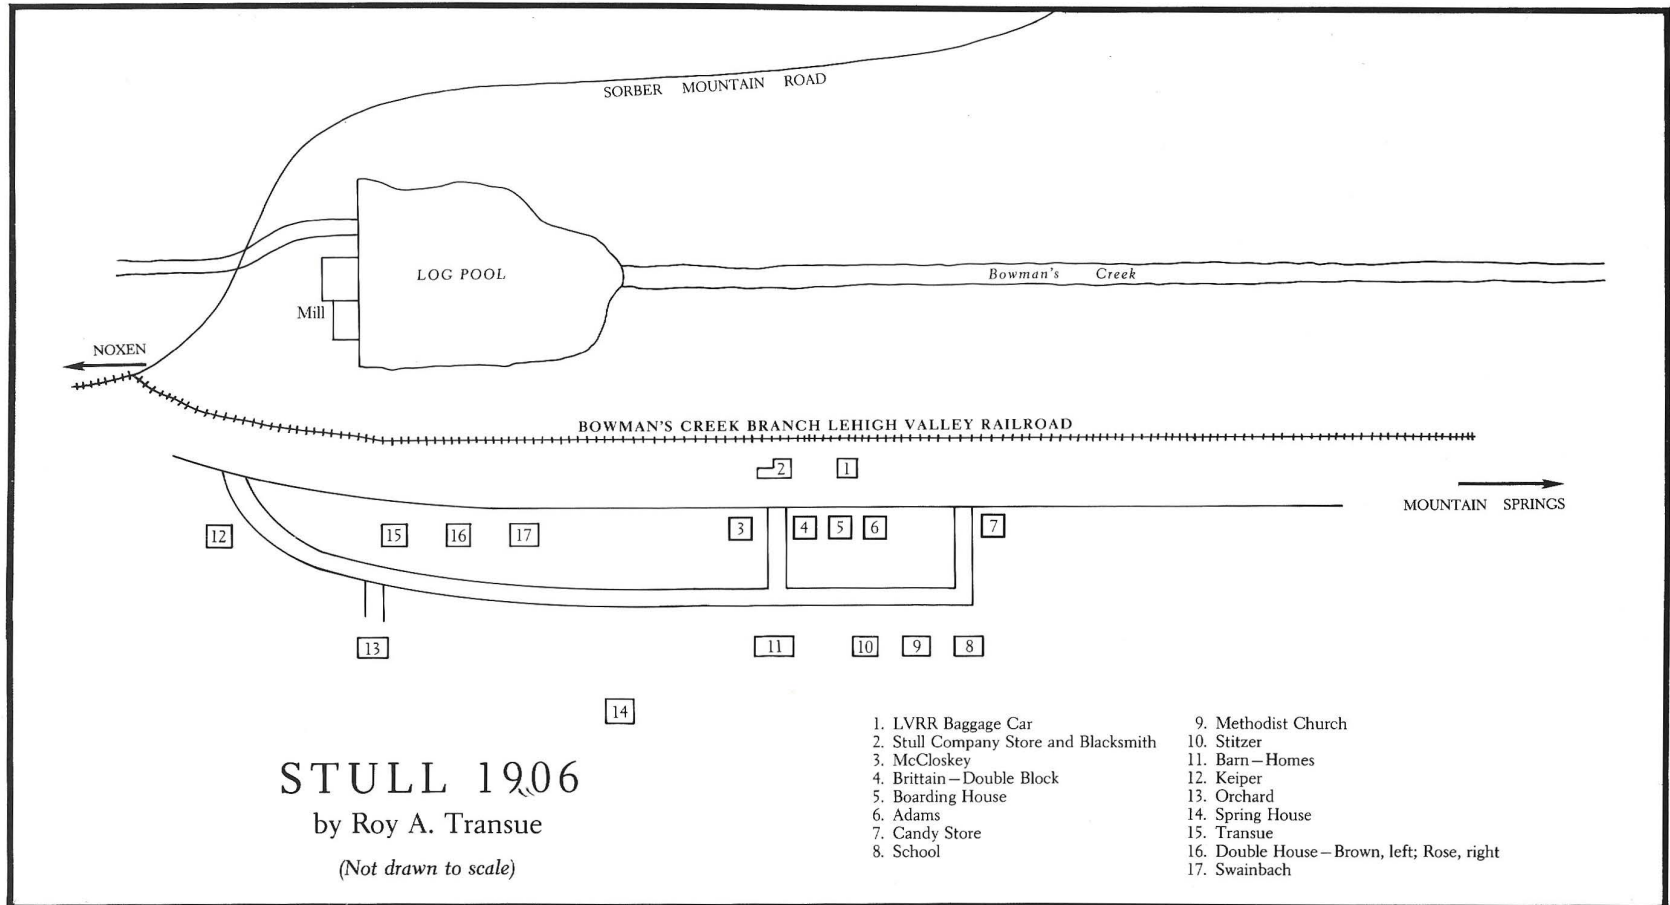 SORBER MOUNTAIN ROAD
LOG POOL
Bowman's Creek
Mill
NOXEN
BOWMAN'S CREEK BRANCH LEHIGH VALLEY RAILROAD
2 1
MOUNTAIN SPRINGS
12 15 16 17 3 4 5 6 7
13 11 10 9 8
14
STULL 1906
by Roy A. Transue
(Not drawn to scale)
1. LVRR Baggage Car
2. Stull Company Store and Blacksmith
3. McCloskey
4. Brittain—Double Block
5. Boarding House
6. Adams
7. Candy Store
8. School
9. Methodist Church
10. Stitzer
11. Barn—Homes
12. Keiper
13. Orchard
14. Spring House
15. Transue
16. Double House—Brown, left; Rose, right
17. Swainbach